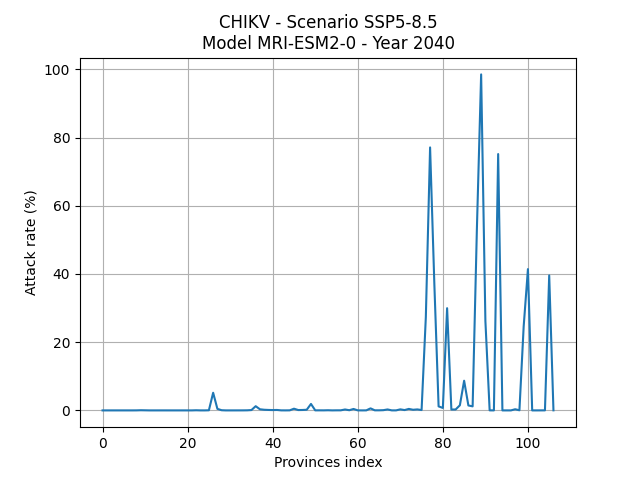 CHIKV - Scenario SSP5-8.5
Model MRI-ESM2-0 - Year 2040
100
80
60
40
20
0
Attack rate (%)
0 20 40 60 80 100
Provinces index